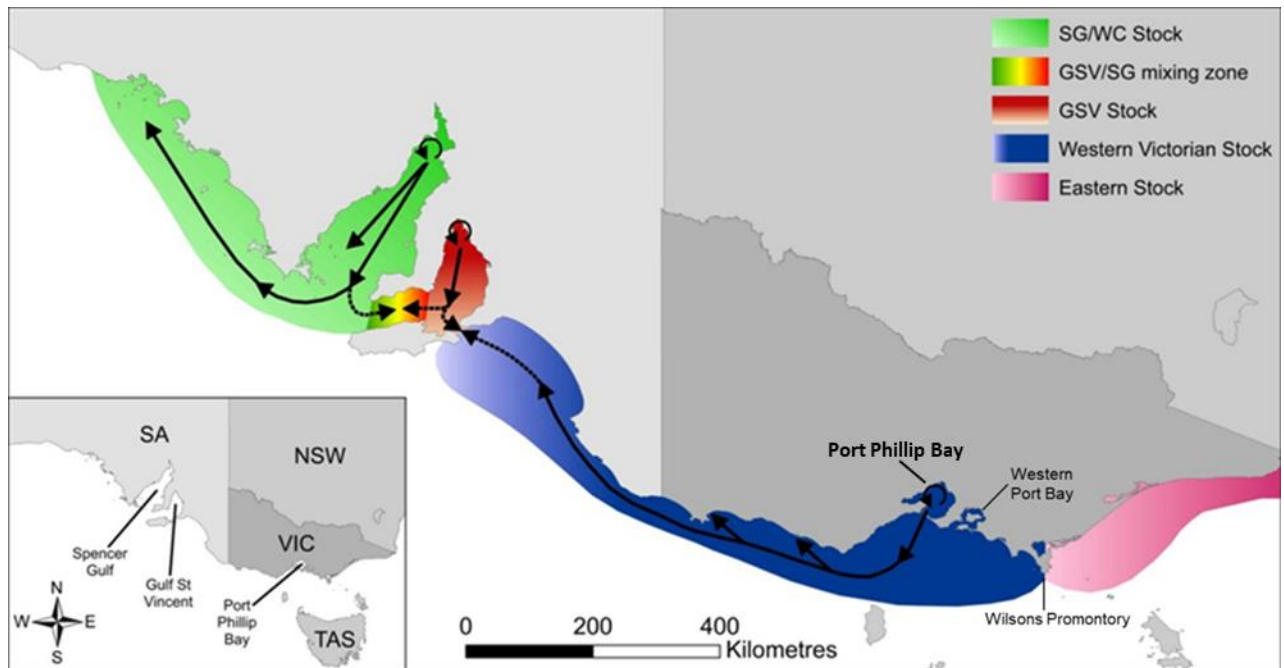 SG/WC Stock
GSV/SG mixing zone
GSV Stock
Western Victorian Stock
Eastern Stock
Port Phillip Bay
Western
Port Bay
Wilsons Promontory
SA
NSW
VIC
TAS
Spencer
Gulf
Gulf St
Vincent
Port
Phillip
Bay
N
W
E
S
0
200
400
Kilometres